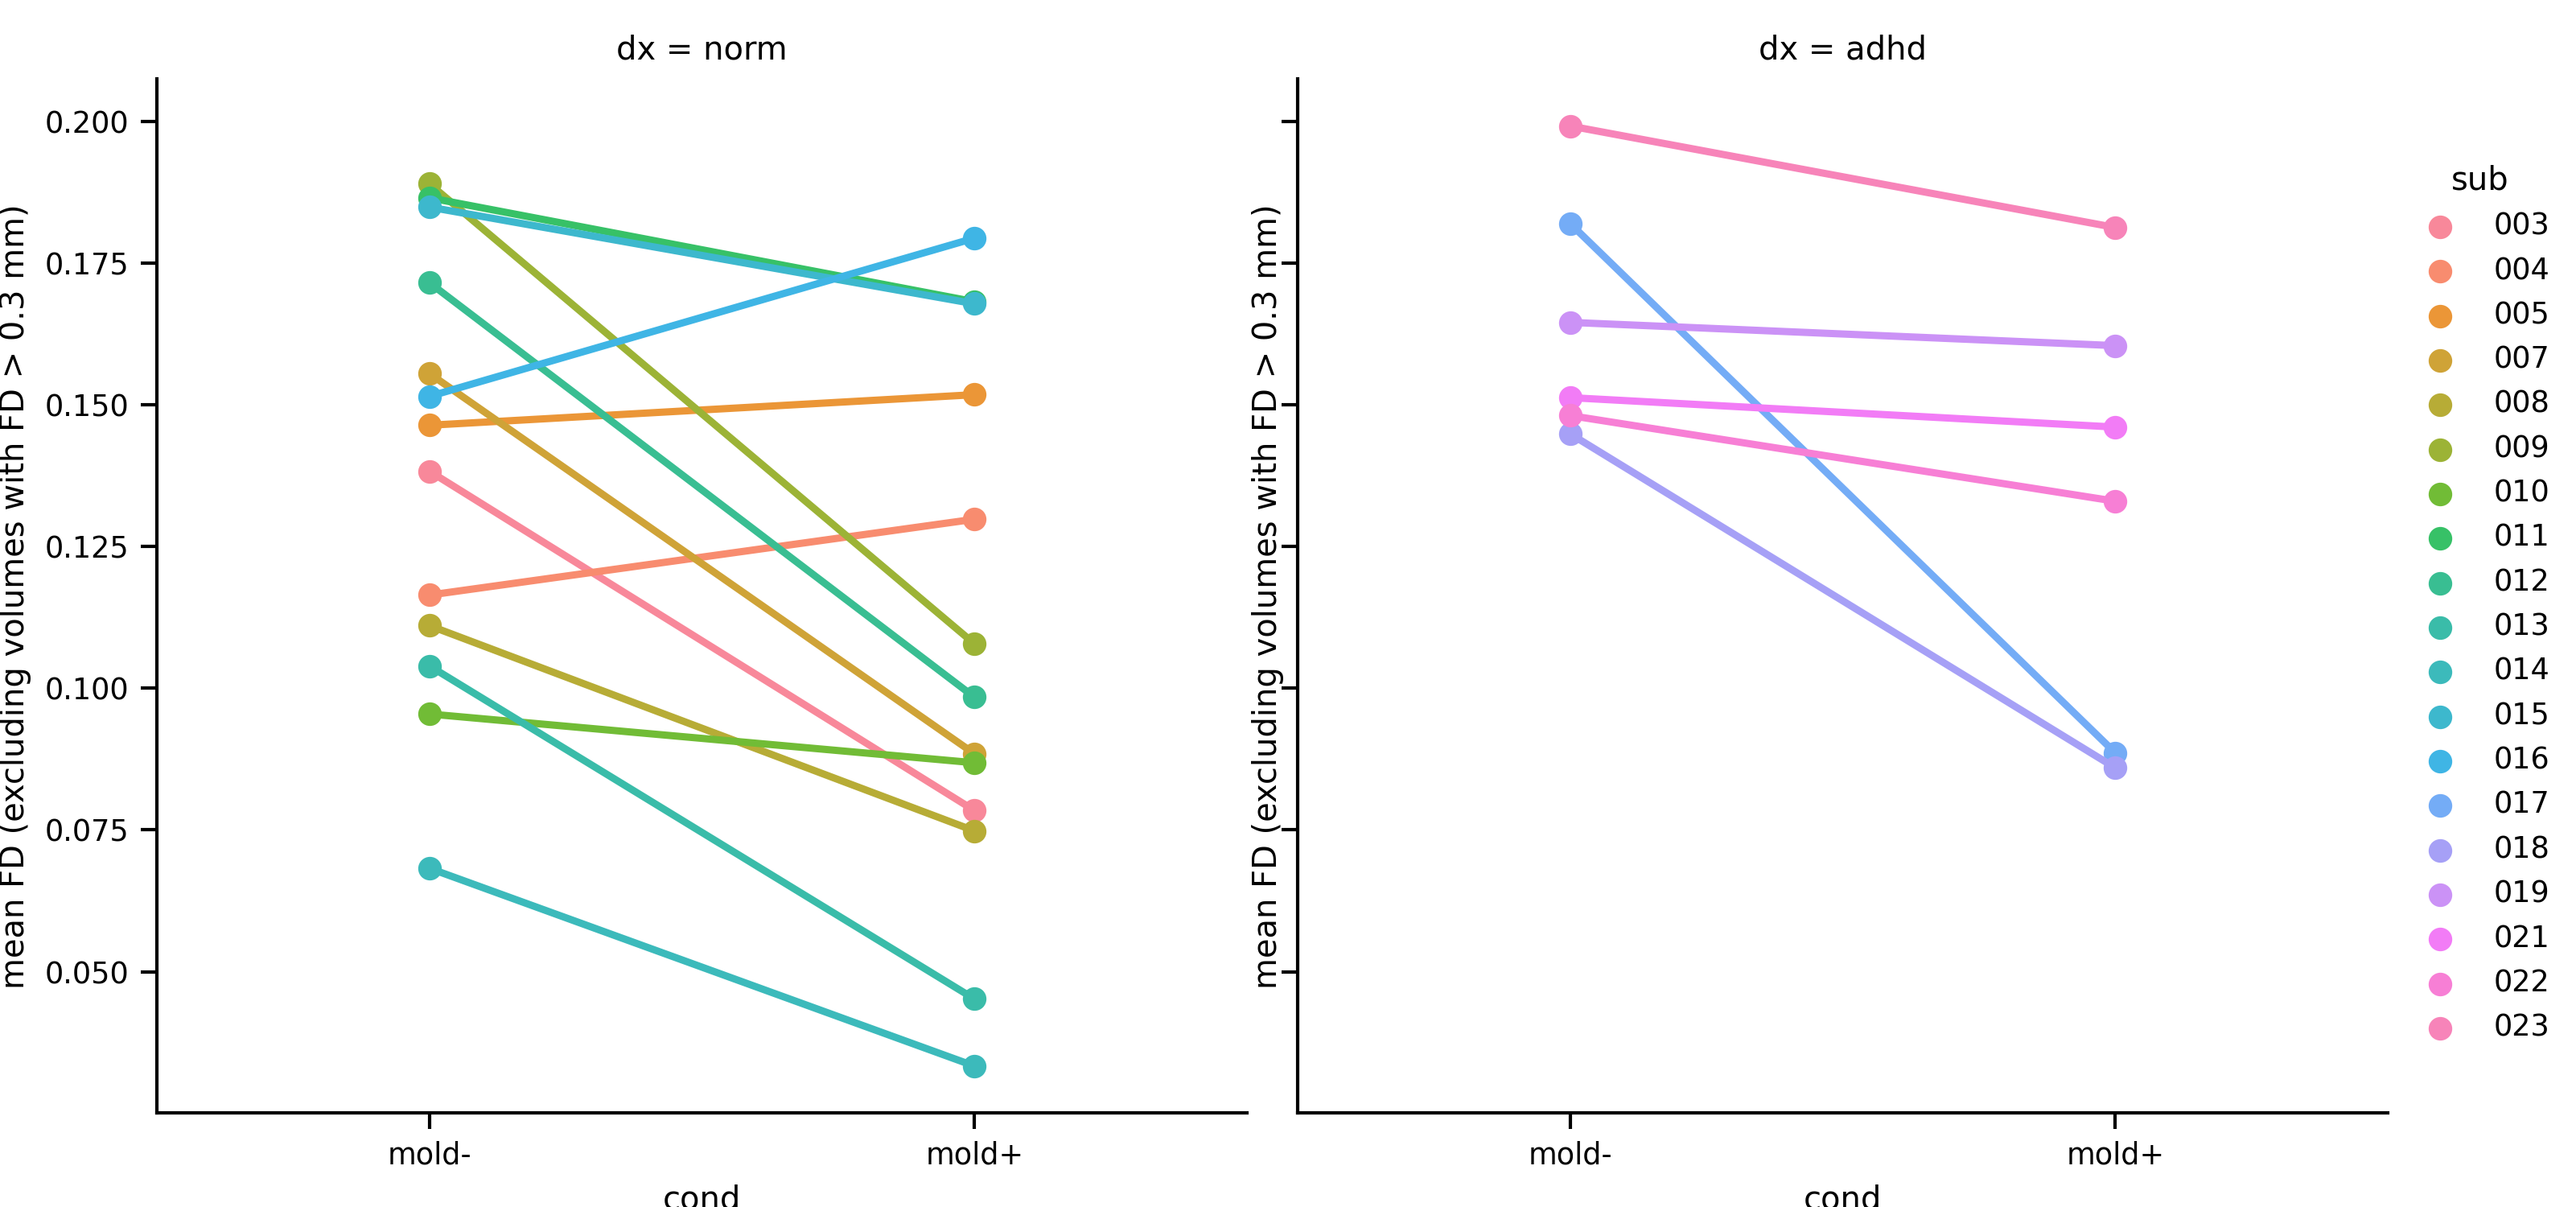 dx = norm
mean FD (excluding volumes with FD > 0.3 mm)
0.200
0.175
0.150
0.125
0.100
0.075
0.050
mold-
mold+
cond
dx = adhd
mean FD (excluding volumes with FD > 0.3 mm)
mold-
mold+
cond
sub
003
004
005
007
008
009
010
011
012
013
014
015
016
017
018
019
021
022
023